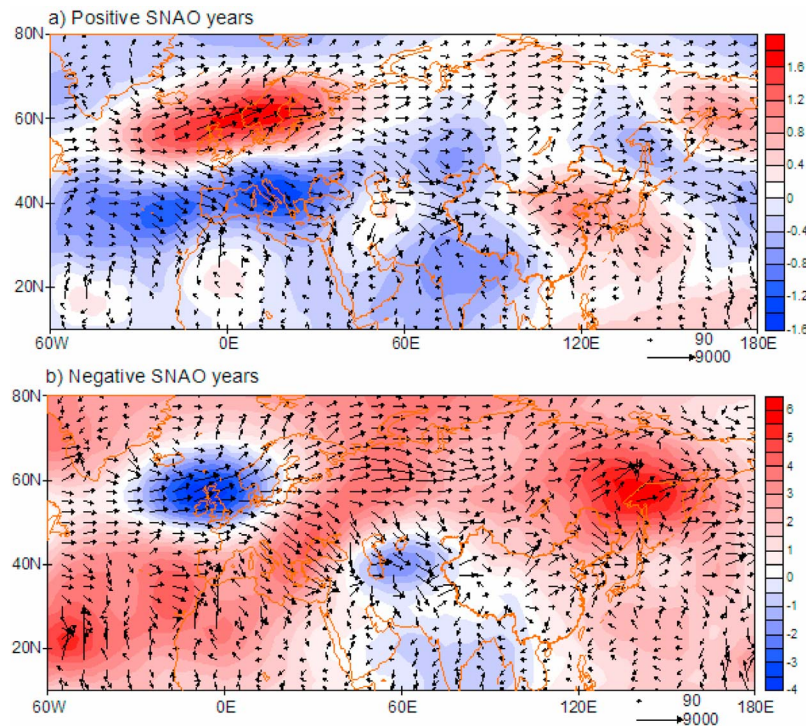 a) Positive SNAO years
80N
60N
40N
20N
60W 0E 60E 120E 180E
1.6
1.2
0.8
0.4
0
-0.4
-0.8
-1.2
-1.6
90
9000
b) Negative SNAO years
80N
60N
40N
20N
60W 0E 60E 120E 180E
6
5
4
3
2
1
0
-1
-2
-3
-4
90
9000